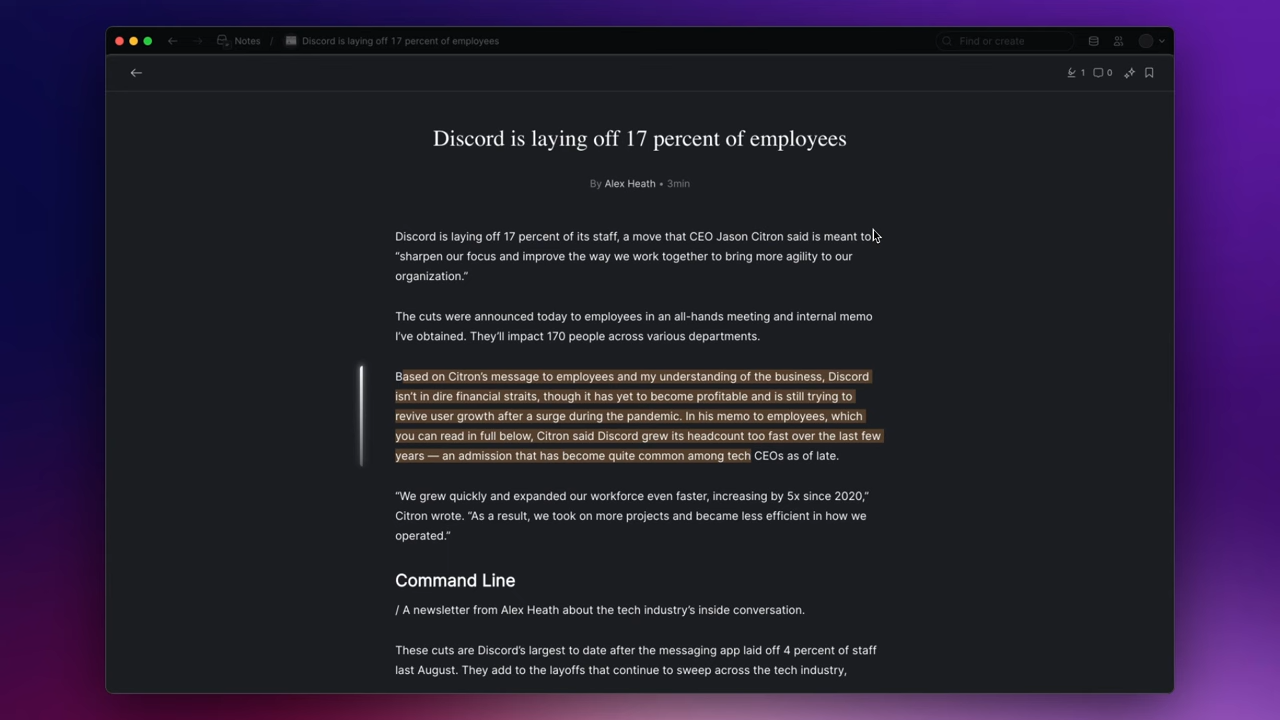 Notes / Discord is laying off 17 percent of employees
Find or create
1 0
Discord is laying off 17 percent of employees
By Alex Heath • 3min
Discord is laying off 17 percent of its staff, a move that CEO Jason Citron said is meant to
“sharpen our focus and improve the way we work together to bring more agility to our
organization.”
The cuts were announced today to employees in an all-hands meeting and internal memo
I’ve obtained. They’ll impact 170 people across various departments.
Based on Citron’s message to employees and my understanding of the business, Discord
isn’t in dire financial straits, though it has yet to become profitable and is still trying to
revive user growth after a surge during the pandemic. In his memo to employees, which
you can read in full below, Citron said Discord grew its headcount too fast over the last few
years — an admission that has become quite common among tech CEOs as of late.
“We grew quickly and expanded our workforce even faster, increasing by 5x since 2020,”
Citron wrote. “As a result, we took on more projects and became less efficient in how we
operated.”
Command Line
/ A newsletter from Alex Heath about the tech industry’s inside conversation.
These cuts are Discord’s largest to date after the messaging app laid off 4 percent of staff
last August. They add to the layoffs that continue to sweep across the tech industry,